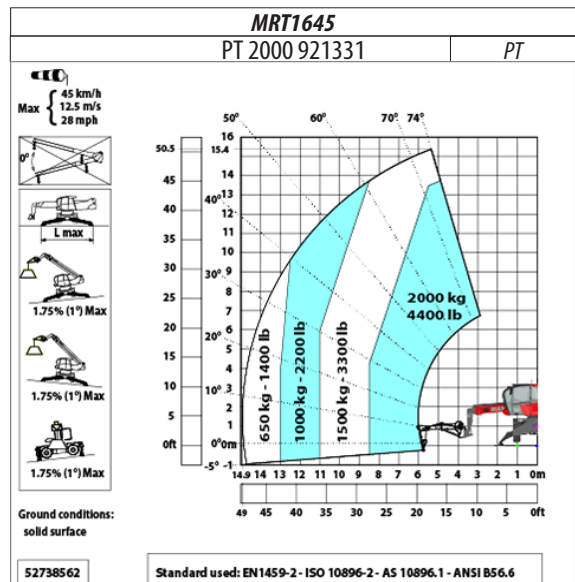 MRT1645
PT 2000 921331
PT
Max
45 km/h
12.5 m/s
28 mph
0°
L max
1.75% (1°) Max
1.75% (1°) Max
1.75% (1°) Max
Ground conditions:
solid surface
50° 60° 70° 74°
40°
30°
20°
10°
0°
-5°
50.5
45
40
35
30
25
20
15
10
5
0ft
16
15.4
14
13
12
11
10
9
8
7
6
5
4
3
2
1
0m
-1
650 kg - 1400 lb
1000 kg - 2200 lb
1500 kg - 3300 lb
2000 kg
4400 lb
14.9 14 13 12 11 10 9 8 7 6 5 4 3 2 1 0m
49 45 40 35 30 25 20 15 10 5 0ft
52738562
Standard used: EN1459-2 - ISO 10896-2 - AS 10896.1 - ANSI B56.6